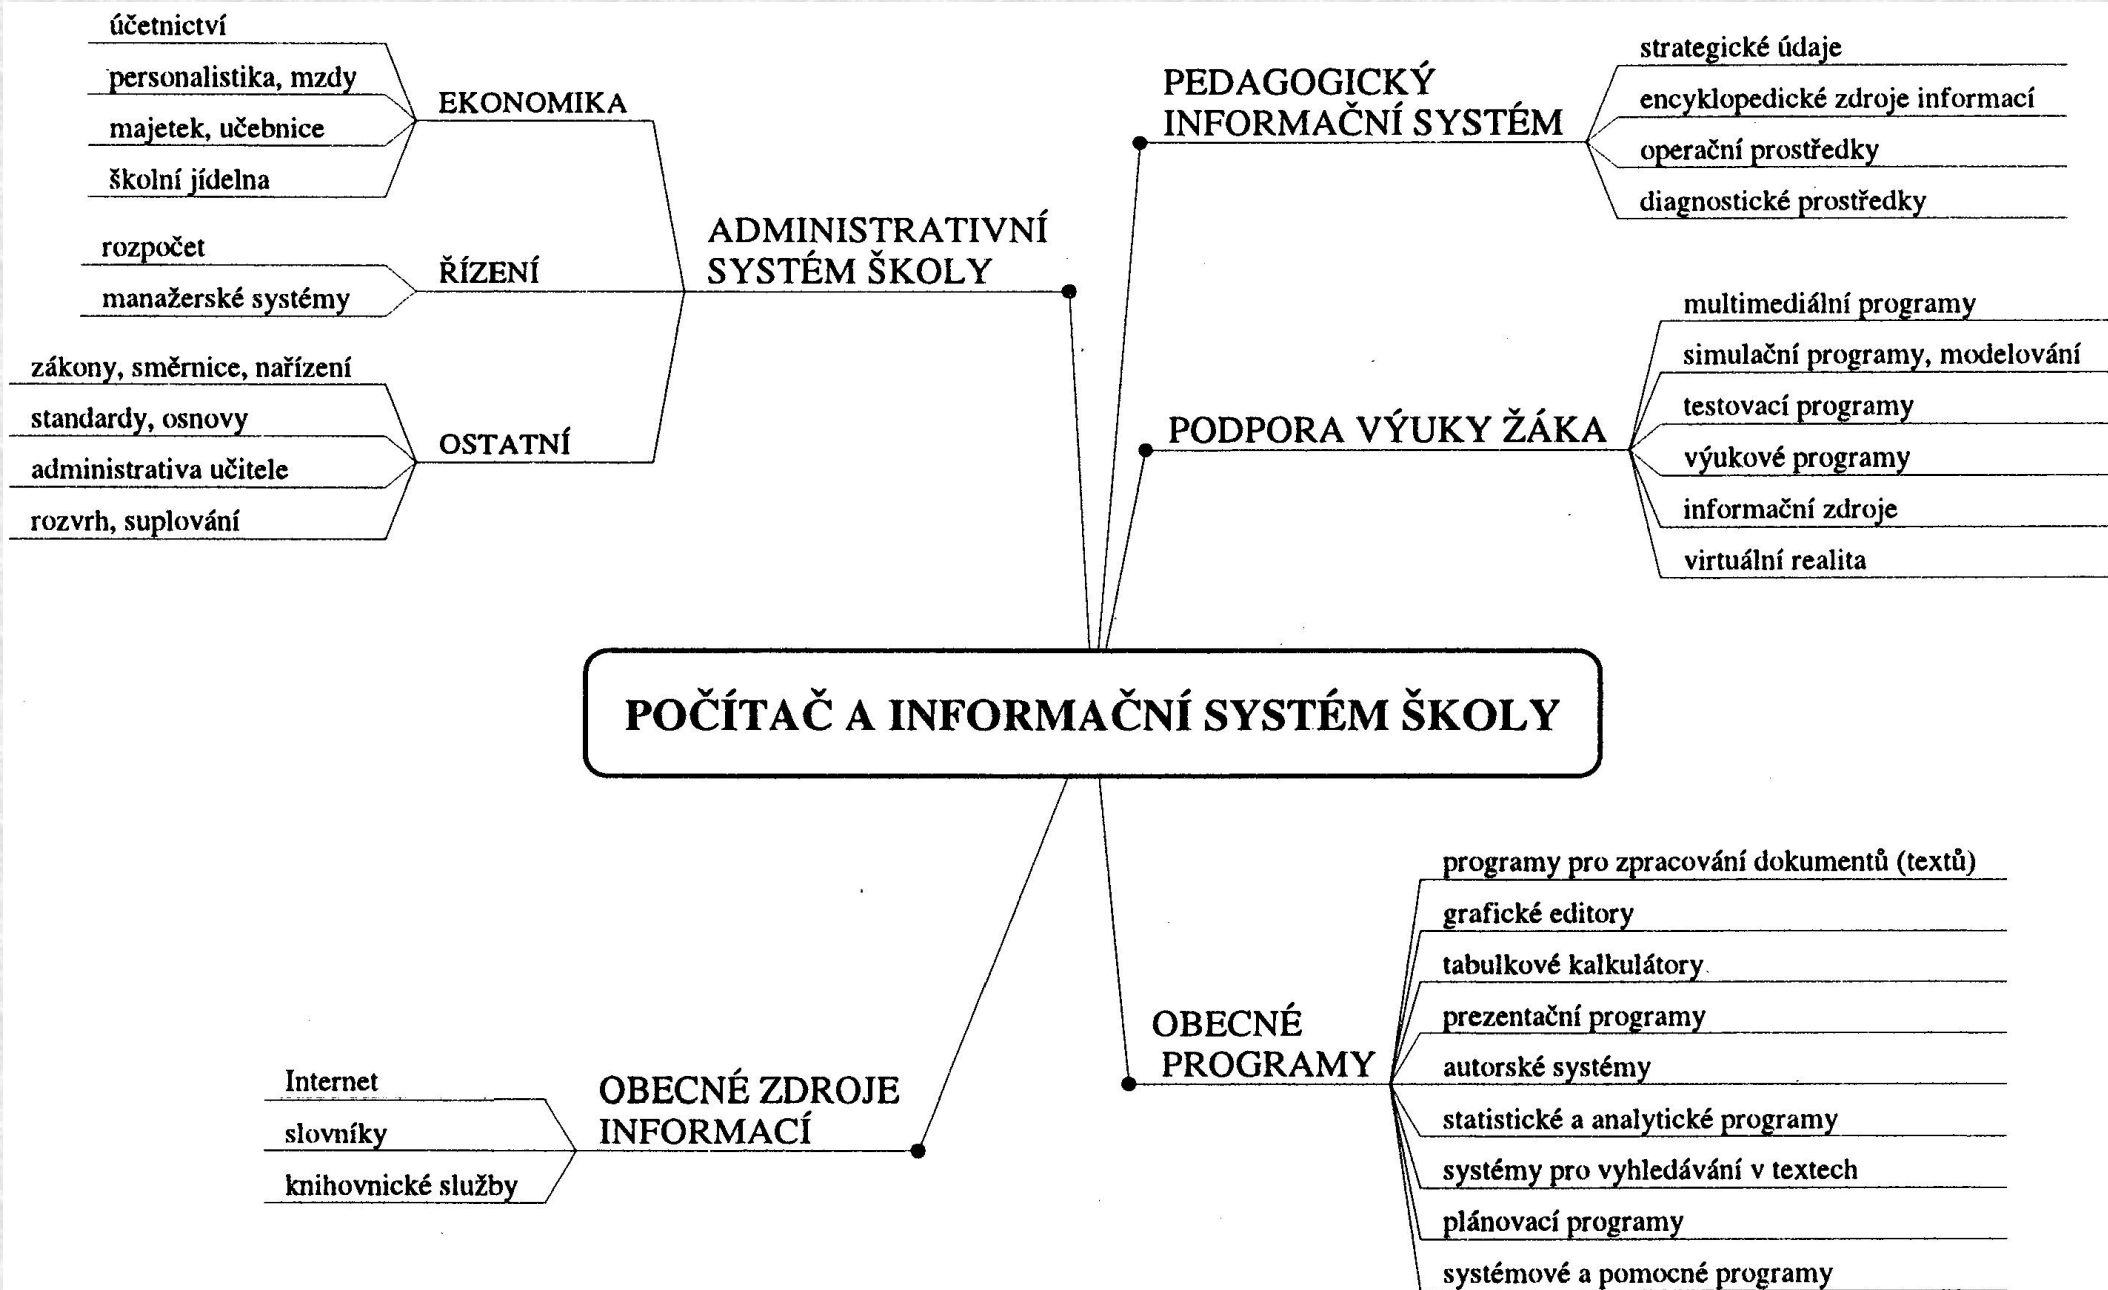 účetnictví
personalistika, mzdy
majetek, učebnice
školní jídelna
EKONOMIKA
rozpočet
manažerské systémy
ŘÍZENÍ
zákony, směrnice, nařízení
standardy, osnovy
administrativa učitele
rozvrh, suplování
OSTATNÍ
ADMINISTRATIVNÍ
SYSTÉM ŠKOLY
PEDAGOGICKÝ
INFORMAČNÍ SYSTÉM
strategické údaje
encyklopedické zdroje informací
operační prostředky
diagnostické prostředky
PODPORA VÝUKY ŽÁKA
multimediální programy
simulační programy, modelování
testovací programy
výukové programy
informační zdroje
virtuální realita
POČÍTAČ A INFORMAČNÍ SYSTÉM ŠKOLY
Internet
slovníky
knihovnické služby
OBECNÉ ZDROJE
INFORMACÍ
OBECNÉ
PROGRAMY
programy pro zpracování dokumentů (textů)
grafické editory
tabulkové kalkulátory
prezentační programy
autorské systémy
statistické a analytické programy
systémy pro vyhledávání v textech
plánovací programy
systémové a pomocné programy